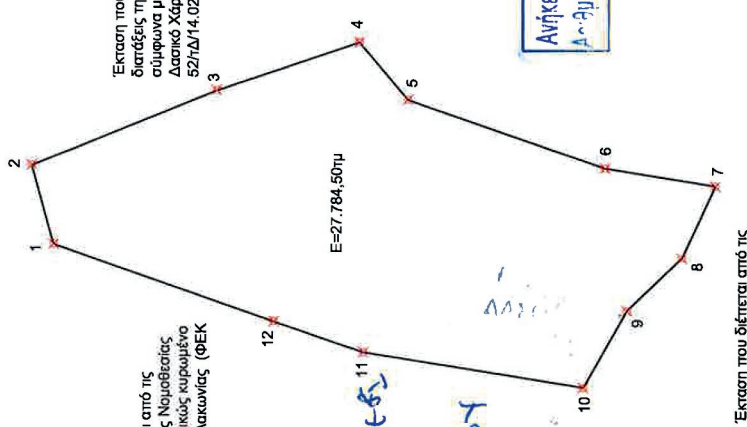 Έκταση που
διατάξεις τη
σύμφωνα μ
Δασικό Χάρ
52/τΔ/14.02
Ανήκε
Αριθμ
1
2
3
4
5
6
7
8
9
10
11
12
Ε=27.784,50τμ
ι από τις
ς Νομοθεσίας
ικώς κυρωμένο
Λακωνίας (ΦΕΚ
Έκταση που διέπεται από τις